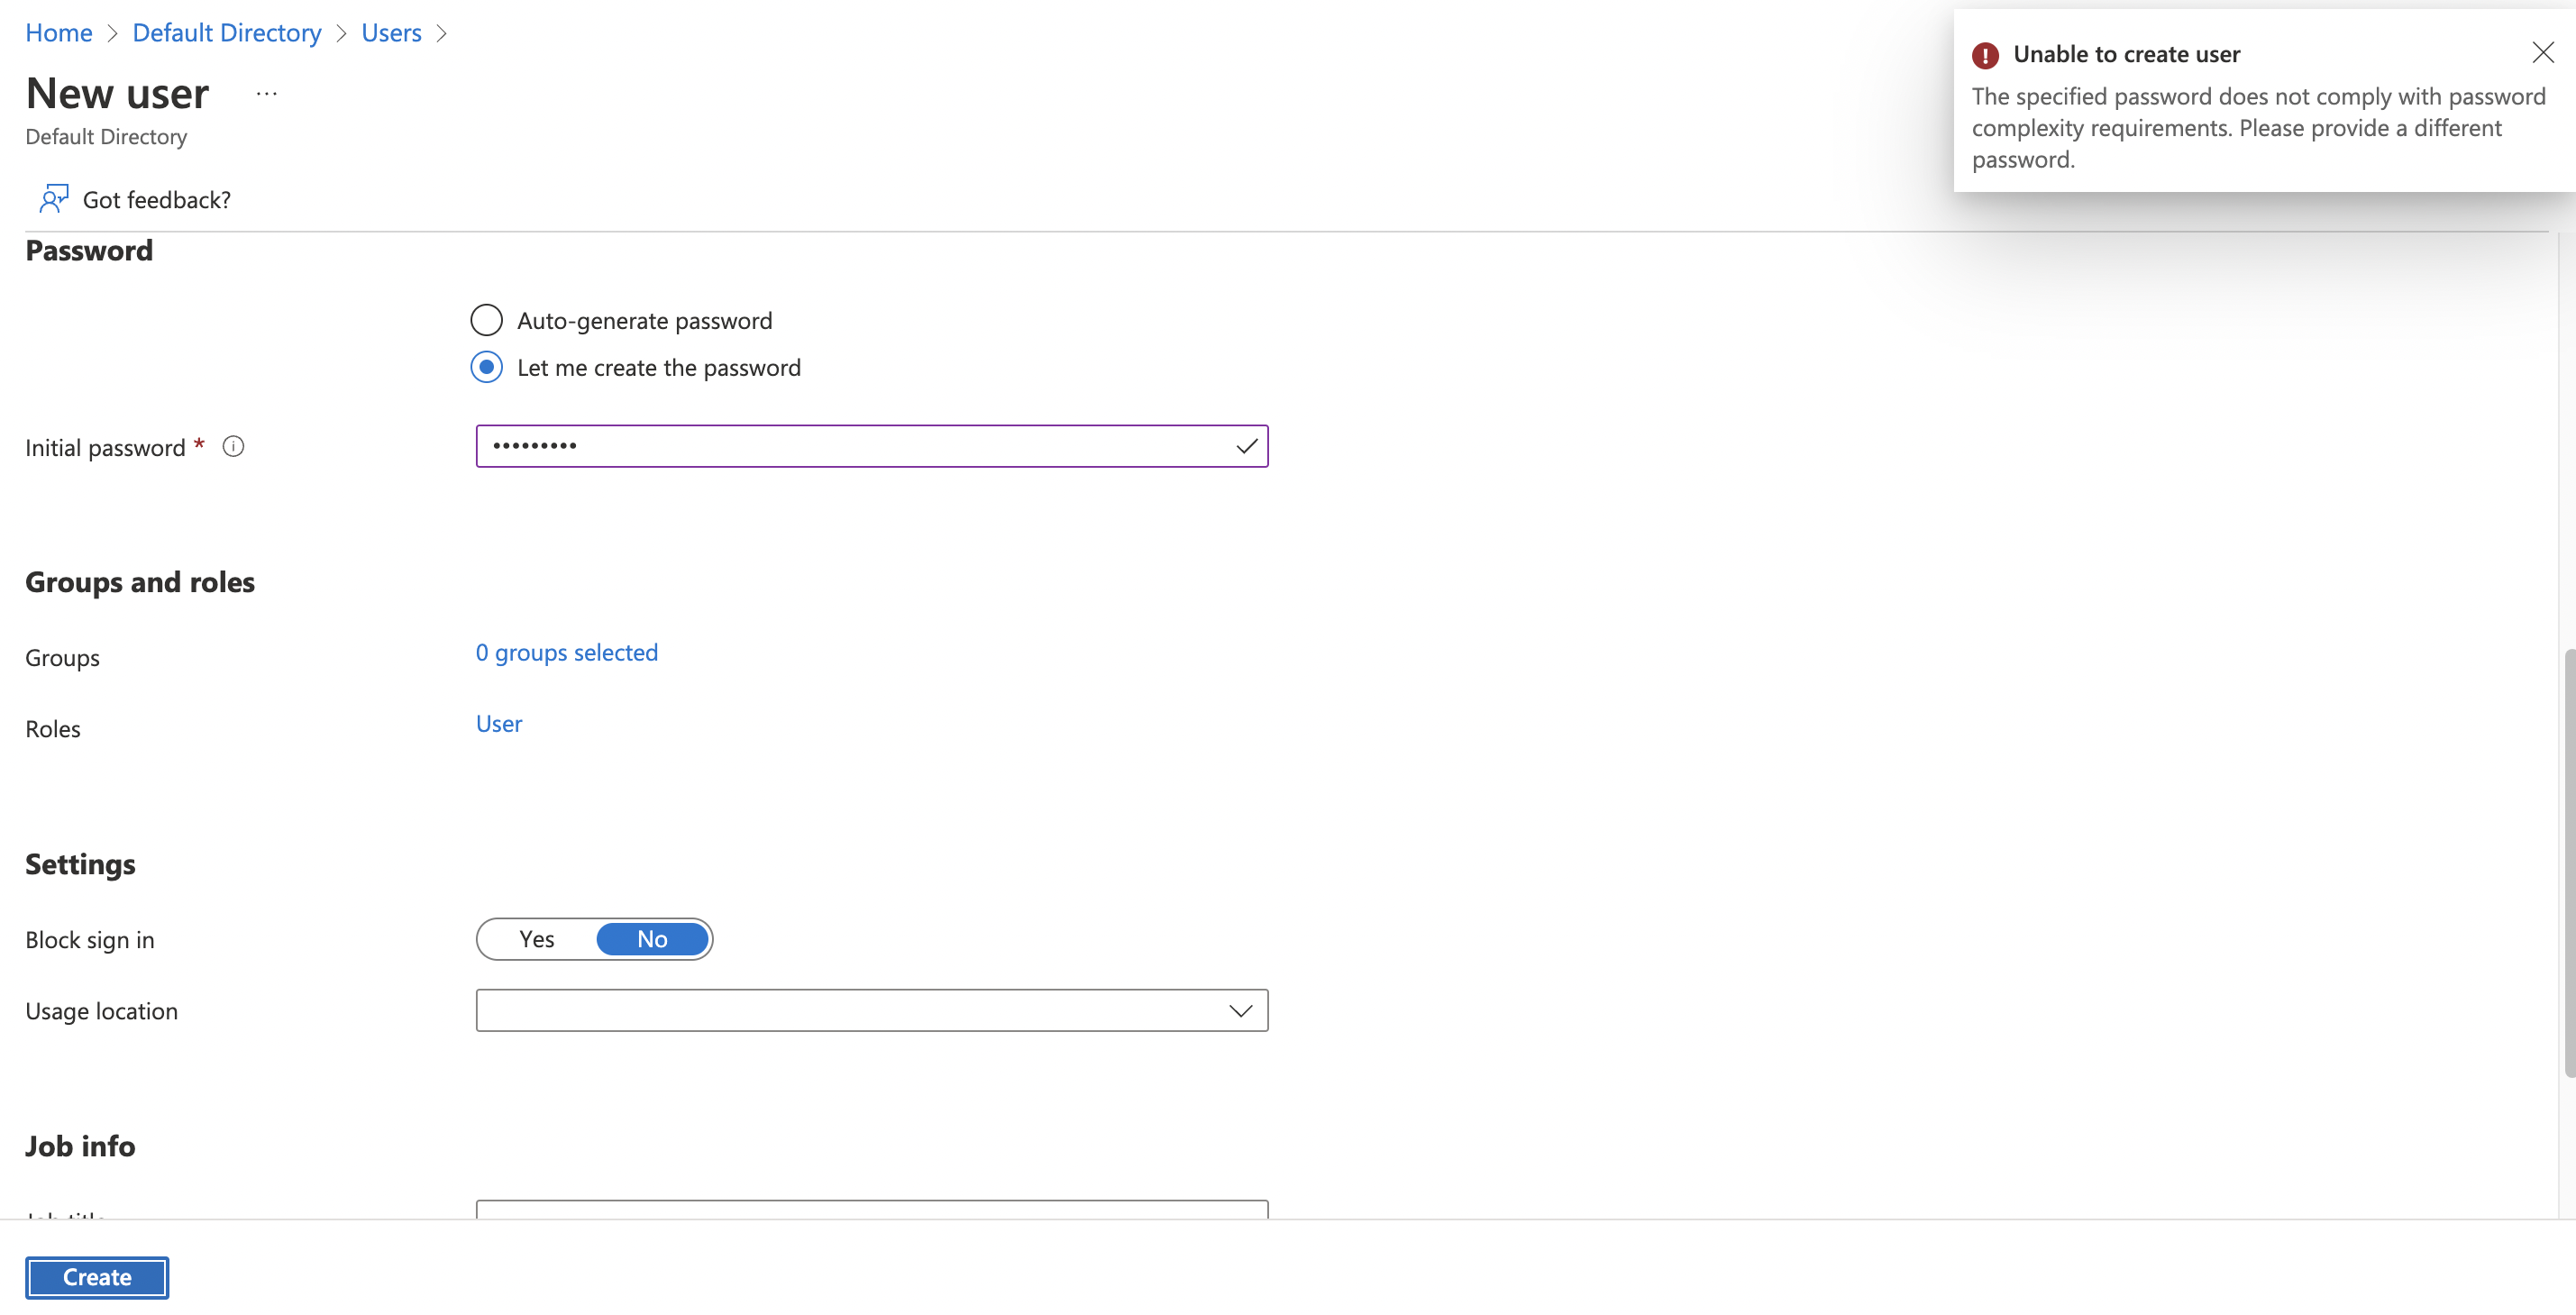 Home > Default Directory > Users >
New user ...
Default Directory
Got feedback?
Unable to create user
The specified password does not comply with password
complexity requirements. Please provide a different
password.
Password
Auto-generate password
Let me create the password
Initial password * •••••••••
Groups and roles
Groups 0 groups selected
Roles User
Settings
Block sign in Yes No
Usage location
Job info
Create